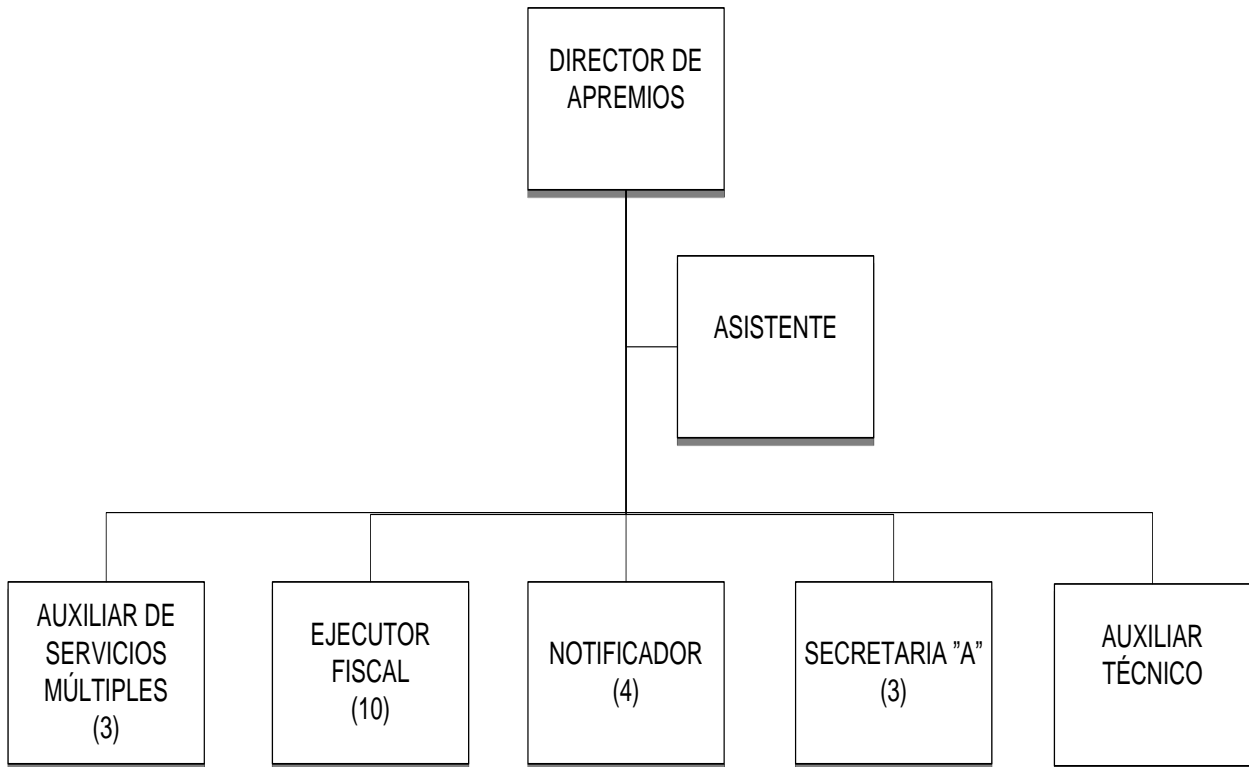 DIRECTOR DE
APREMIOS
ASISTENTE
AUXILIAR DE
SERVICIOS
MÚLTIPLES
(3)
EJECUTOR
FISCAL
(10)
NOTIFICADOR
(4)
SECRETARIA ”A”
(3)
AUXILIAR
TÉCNICO